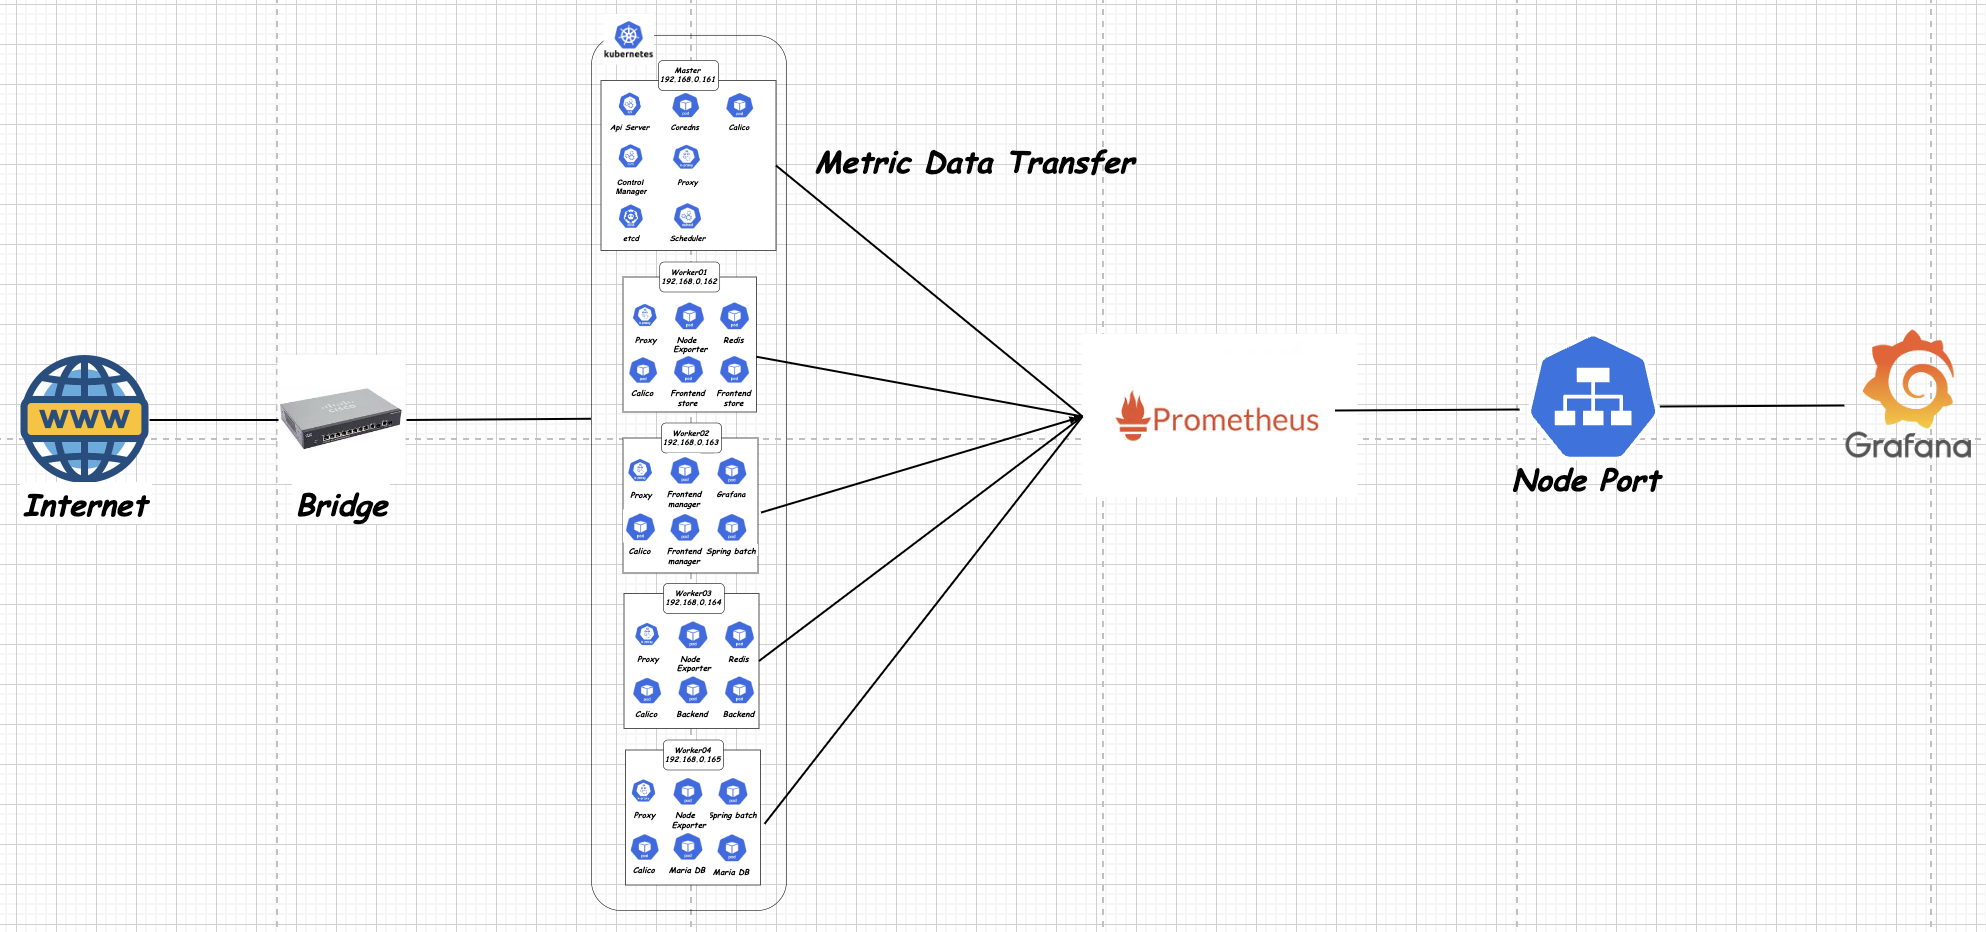 kubernetes
Master
192.168.0.161
Api Server
Coredns
Calico
Control
Manager
Proxy
etcd
Scheduler
Metric Data Transfer
Worker01
192.168.0.162
Proxy
Node
Exporter
Redis
Calico
Frontend
store
Frontend
store
Worker02
192.168.0.163
Proxy
Frontend
manager
Grafana
Calico
Frontend
manager
Spring batch
Worker03
192.168.0.164
Proxy
Node
Exporter
Redis
Calico
Backend
Backend
Worker04
192.168.0.165
Proxy
Node
Exporter
Spring batch
Calico
Maria DB
Maria DB
WWW
Internet
Bridge
Prometheus
Node Port
Grafana